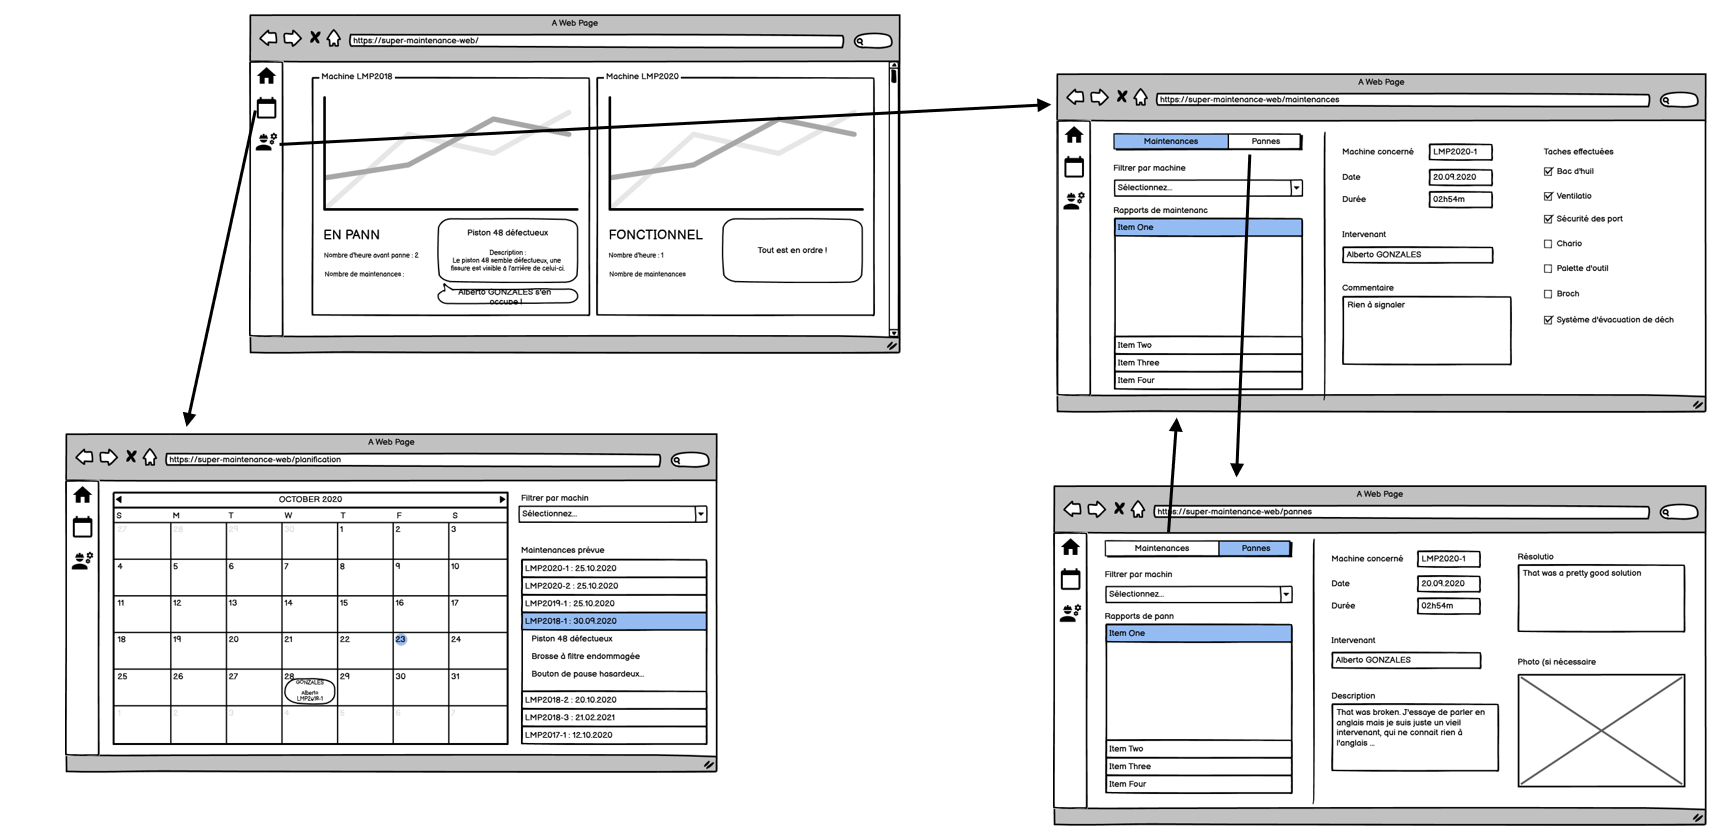 A Web Page
https://super-maintenance-web/
Machine LMP2018
EN PANN
Nombre d'heure avant panne : 2
Nombre de maintenances :
Piston 48 défectueux
Description :
Le piston 48 semble défectueux, une
fissure est visible à l'arrière de celui-ci.
Alberto GONZALES s'en
occupe !
Machine LMP2020
FONCTIONNEL
Nombre d'heure : 1
Nombre de maintenances
Tout est en ordre !
A Web Page
https://super-maintenance-web/maintenances
Maintenances Pannes
Filtrer par machine
Sélectionnez...
Rapports de maintenanc
Item One
Item Two
Item Three
Item Four
Machine concerné LMP2020-1
Date 20.09.2020
Durée 02h54m
Intervenant
Alberto GONZALES
Commentaire
Rien à signaler
Taches effectuées
Bac d'huil
Ventilatio
Sécurité des port
Chario
Palette d'outil
Broch
Système d'évacuation de déch
A Web Page
https://super-maintenance-web/planification
OCTOBER 2020
S M T W T F S
27 28 29 30 1 2 3
4 5 6 7 8 9 10
11 12 13 14 15 16 17
18 19 20 21 22 23 24
25 26 27 28 29 30 31
GONZALES
Alberto
LMP2018-1
1 2 3 4 5 6 7
Filtrer par machin
Sélectionnez...
Maintenances prévue
LMP2020-1 : 25.10.2020
LMP2020-2 : 25.10.2020
LMP2019-1 : 25.10.2020
LMP2018-1 : 30.09.2020
Piston 48 défectueux
Brosse à filtre endommagée
Bouton de pause hasardeux...
LMP2018-2 : 20.10.2020
LMP2018-3 : 21.02.2021
LMP2017-1 : 12.10.2020
A Web Page
https://super-maintenance-web/pannes
Maintenances Pannes
Filtrer par machin
Sélectionnez...
Rapports de pann
Item One
Item Two
Item Three
Item Four
Machine concerné LMP2020-1
Date 20.09.2020
Durée 02h54m
Intervenant
Alberto GONZALES
Description
That was broken. J'essaye de parler en
anglais mais je suis juste un vieil
intervenant, qui ne connait rien à
l'anglais ...
Résolutio
That was a pretty good solution
Photo (si nécessaire